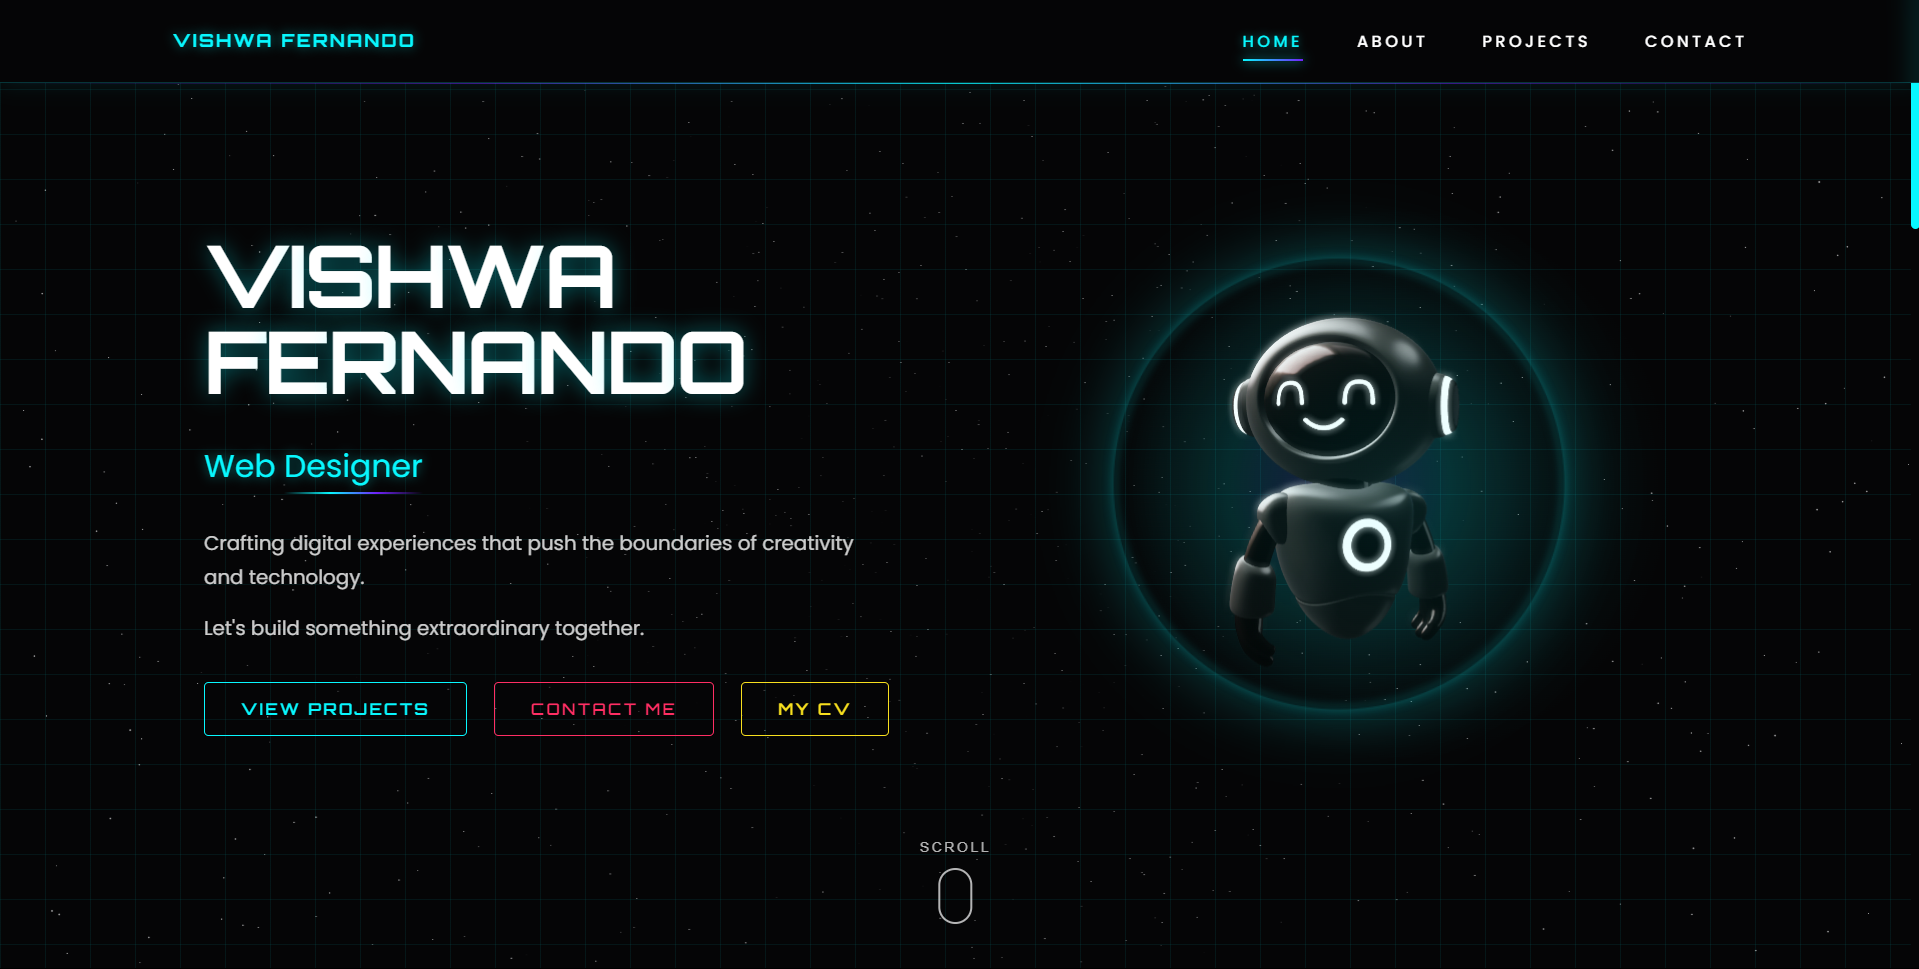 VISHWA FERNANDO
HOME ABOUT PROJECTS CONTACT
VISHWA
FERNANDO
Web Designer
Crafting digital experiences that push the boundaries of creativity
and technology.
Let's build something extraordinary together.
VIEW PROJECTS CONTACT ME MY CV
SCROLL